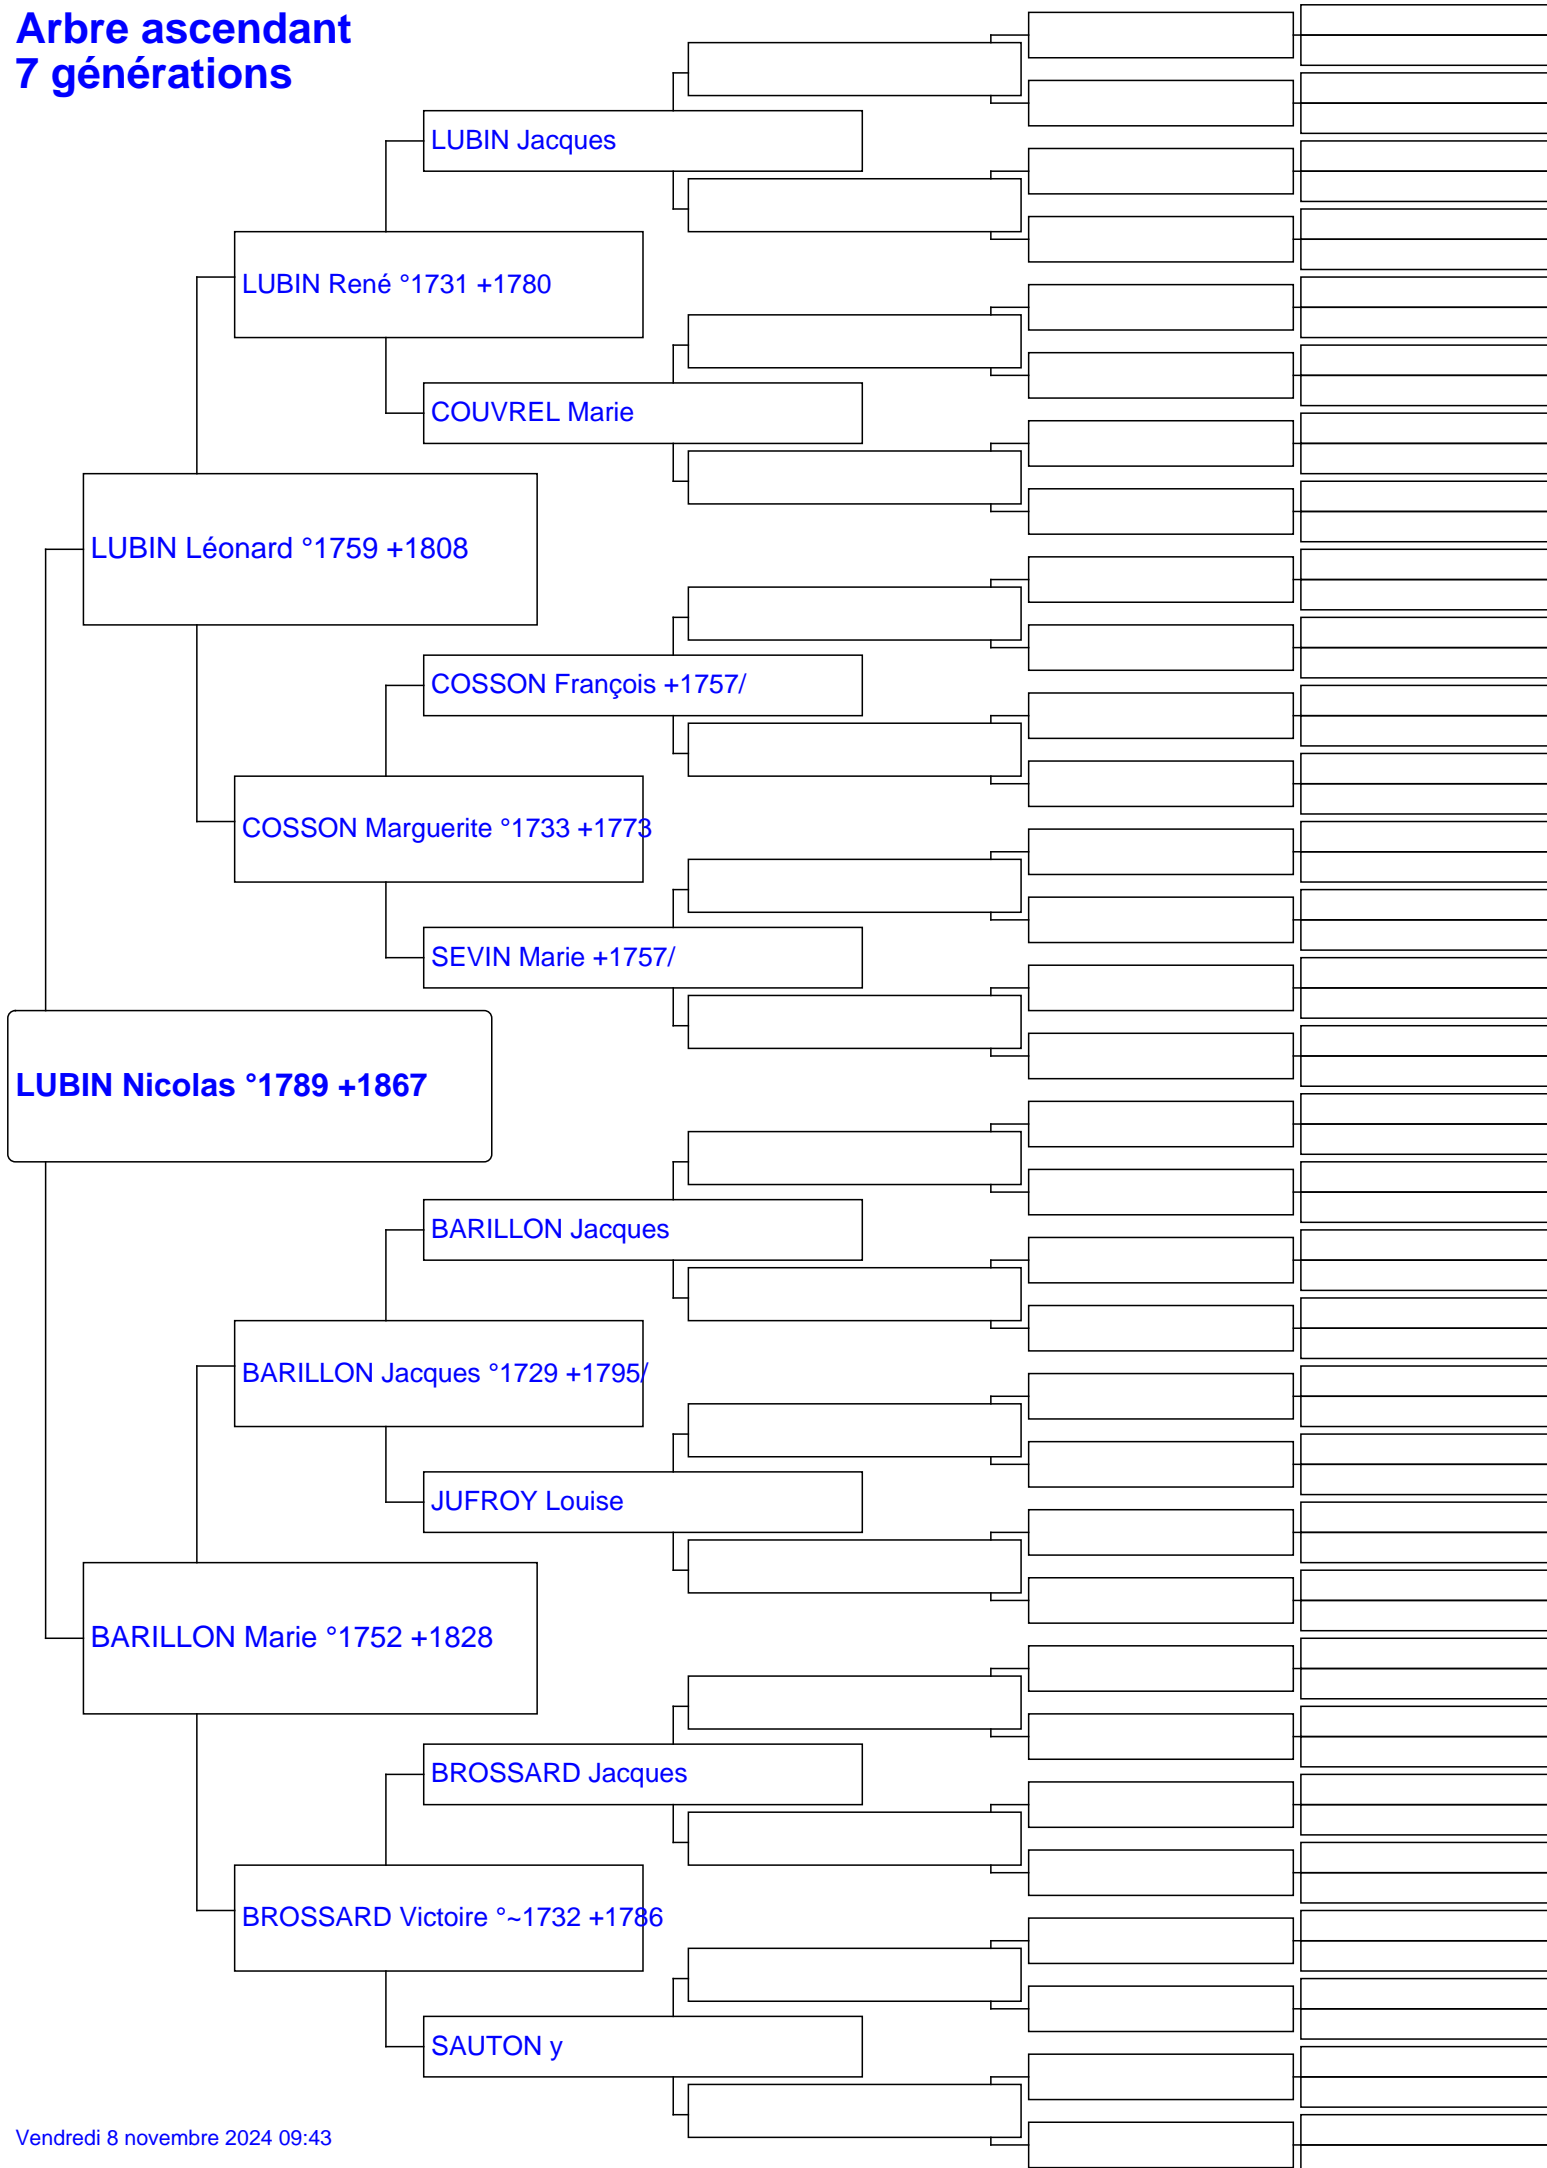 Arbre ascendant
7 générations
LUBIN Jacques
LUBIN René °1731 +1780
COUVREL Marie
LUBIN Léonard °1759 +1808
COSSON François +1757/
COSSON Marguerite °1733 +1773
SEVIN Marie +1757/
LUBIN Nicolas °1789 +1867
BARILLON Jacques
BARILLON Jacques °1729 +1795/
JUFROY Louise
BARILLON Marie °1752 +1828
BROSSARD Jacques
BROSSARD Victoire °~1732 +1786
SAUTON y
Vendredi 8 novembre 2024 09:43